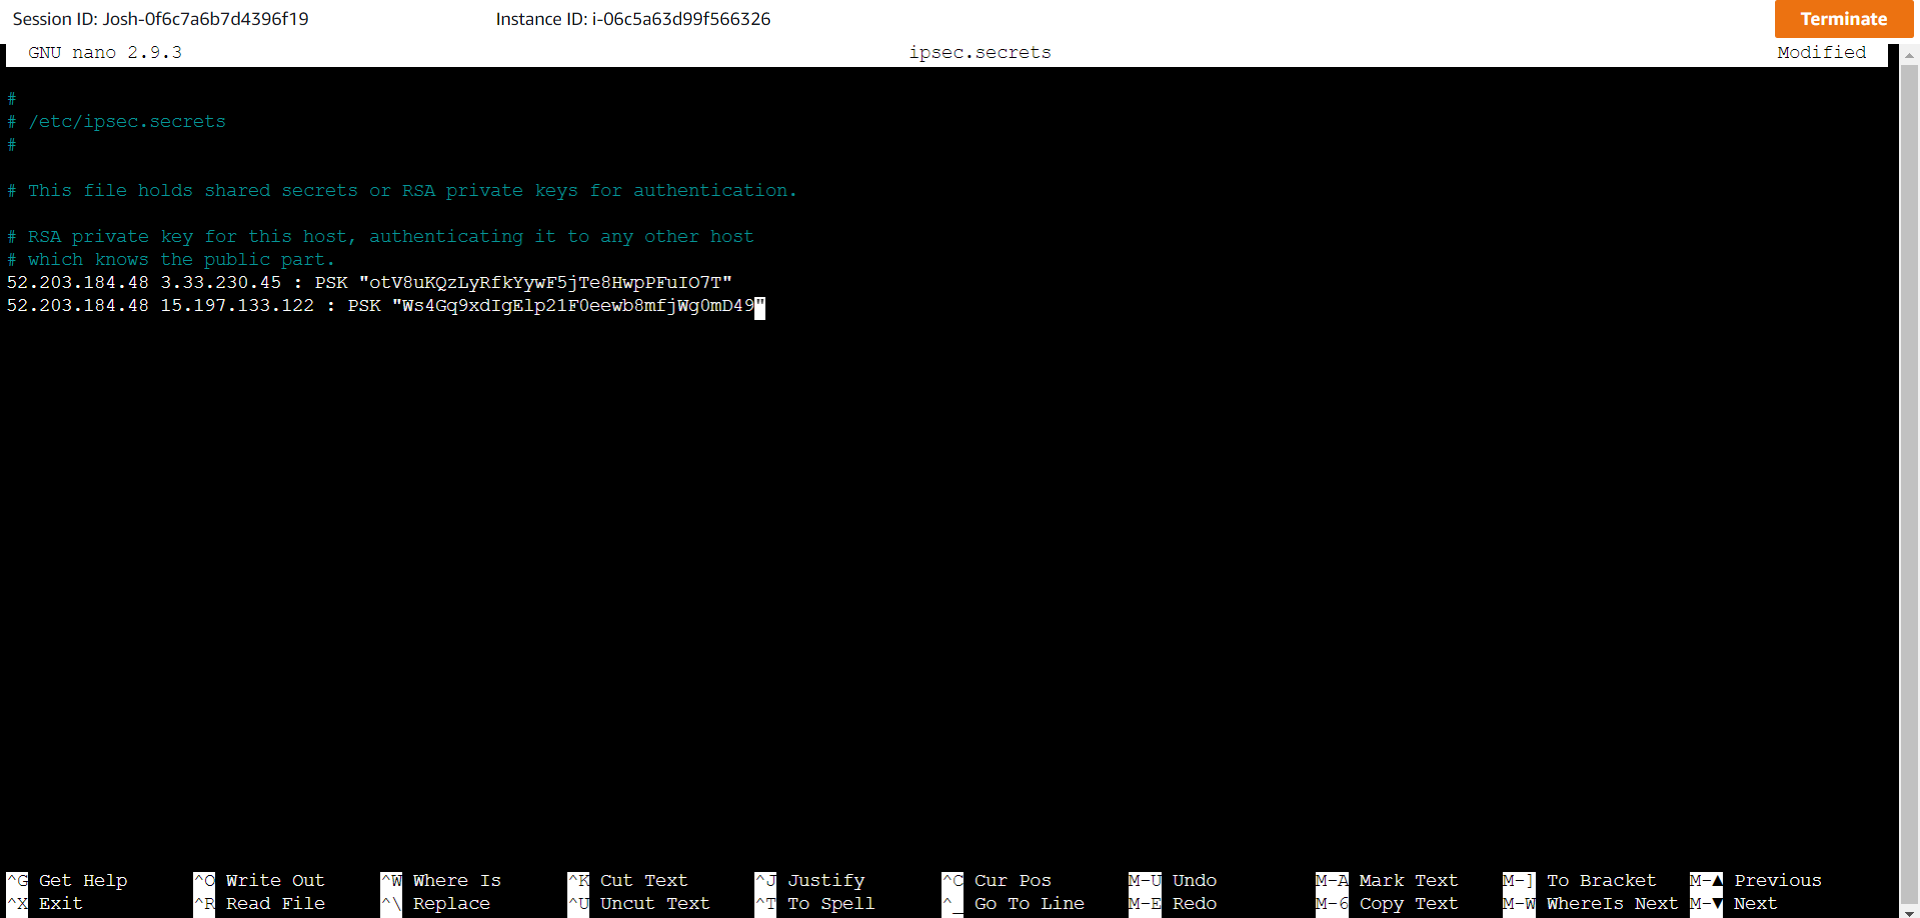 Session ID: Josh-0f6c7a6b7d4396f19 Instance ID: i-06c5a63d99f566326 Terminate
GNU nano 2.9.3 ipsec.secrets Modified
#
# /etc/ipsec.secrets
#
# This file holds shared secrets or RSA private keys for authentication.
# RSA private key for this host, authenticating it to any other host
# which knows the public part.
52.203.184.48 3.33.230.45 : PSK "otV8uKQzLyRfkYywF5jTe8HwpPFuIO7T"
52.203.184.48 15.197.133.122 : PSK "Ws4Gq9xdIgElp21F0eewb8mfjWg0mD49"
^G Get Help ^O Write Out ^W Where Is ^K Cut Text ^J Justify ^C Cur Pos M-U Undo M-A Mark Text M-] To Bracket M-▲ Previous
^X Exit ^R Read File ^\ Replace ^U Uncut Text ^T To Spell ^_ Go To Line M-E Redo M-6 Copy Text M-W WhereIs Next M-▼ Next